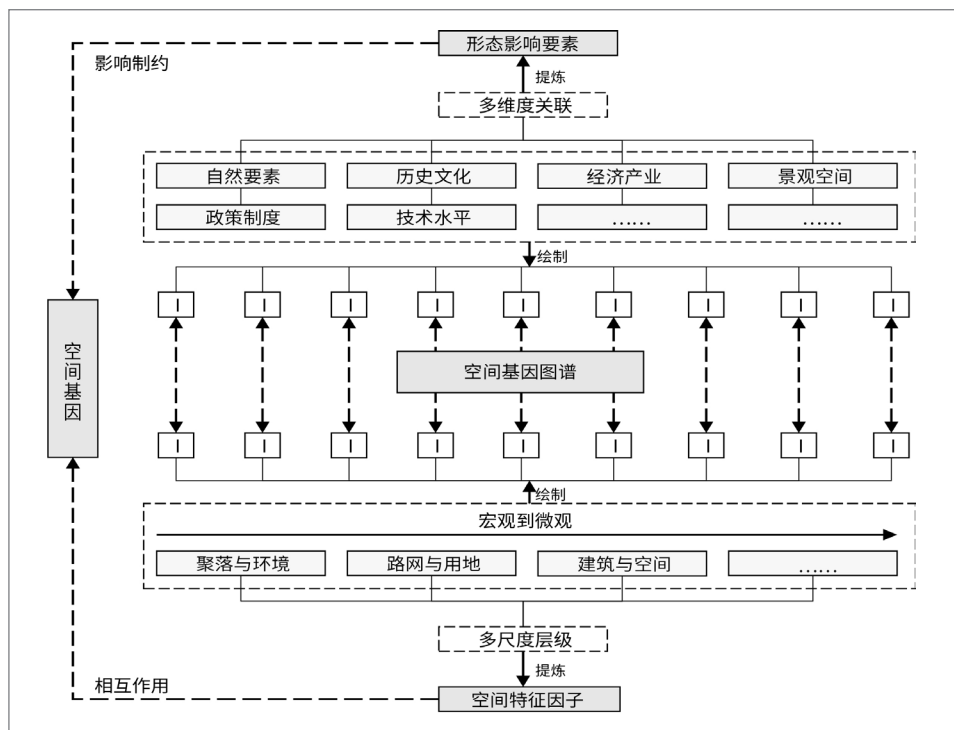 形态影响要素
影响制约
提炼
多维度关联
自然要素
历史文化
经济产业
景观空间
政策制度
技术水平
……
……
绘制
空间基因
空间基因图谱
绘制
宏观到微观
聚落与环境
路网与用地
建筑与空间
……
多尺度层级
提炼
相互作用
空间特征因子